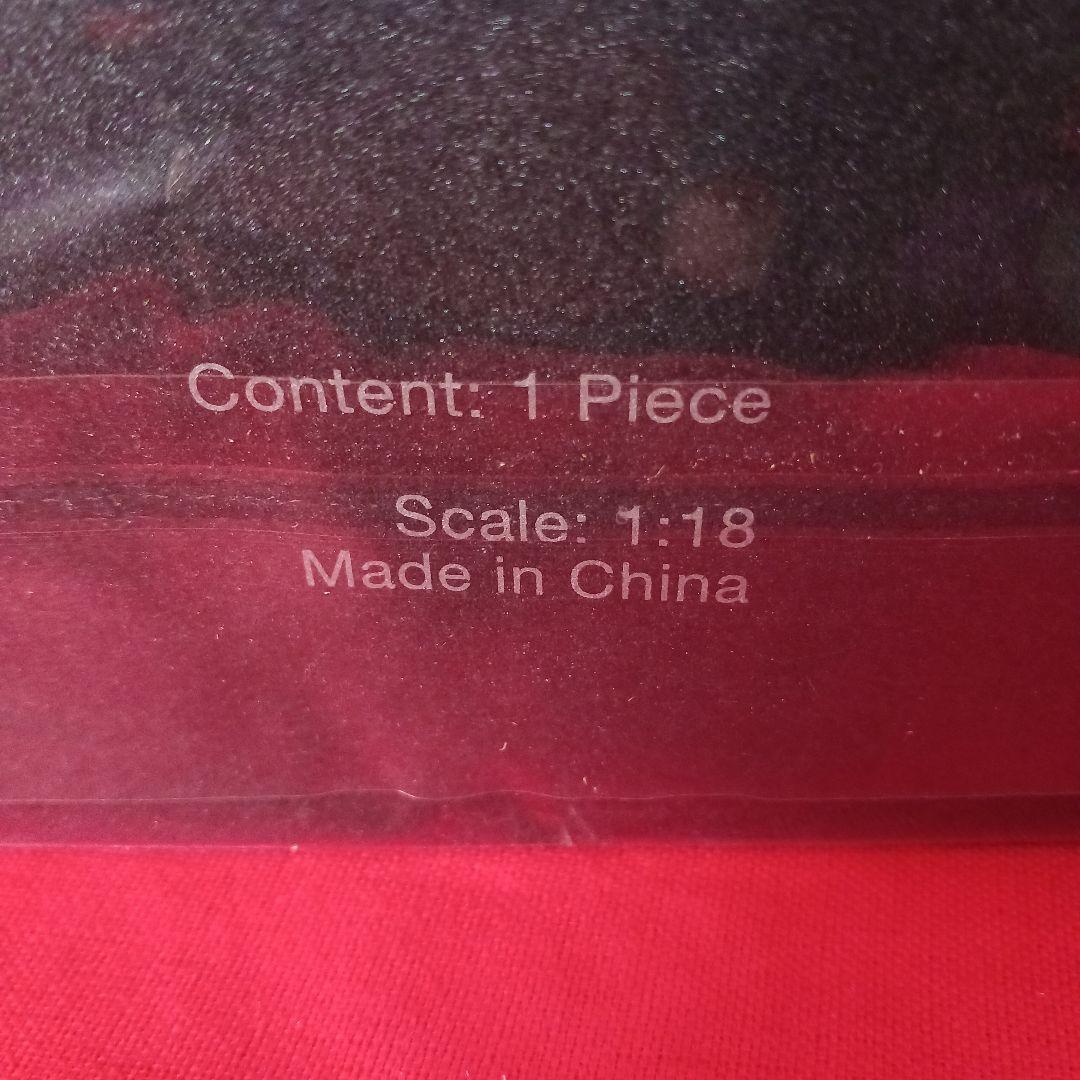 Content: 1 Piece
Scale: 1:18
Made in China